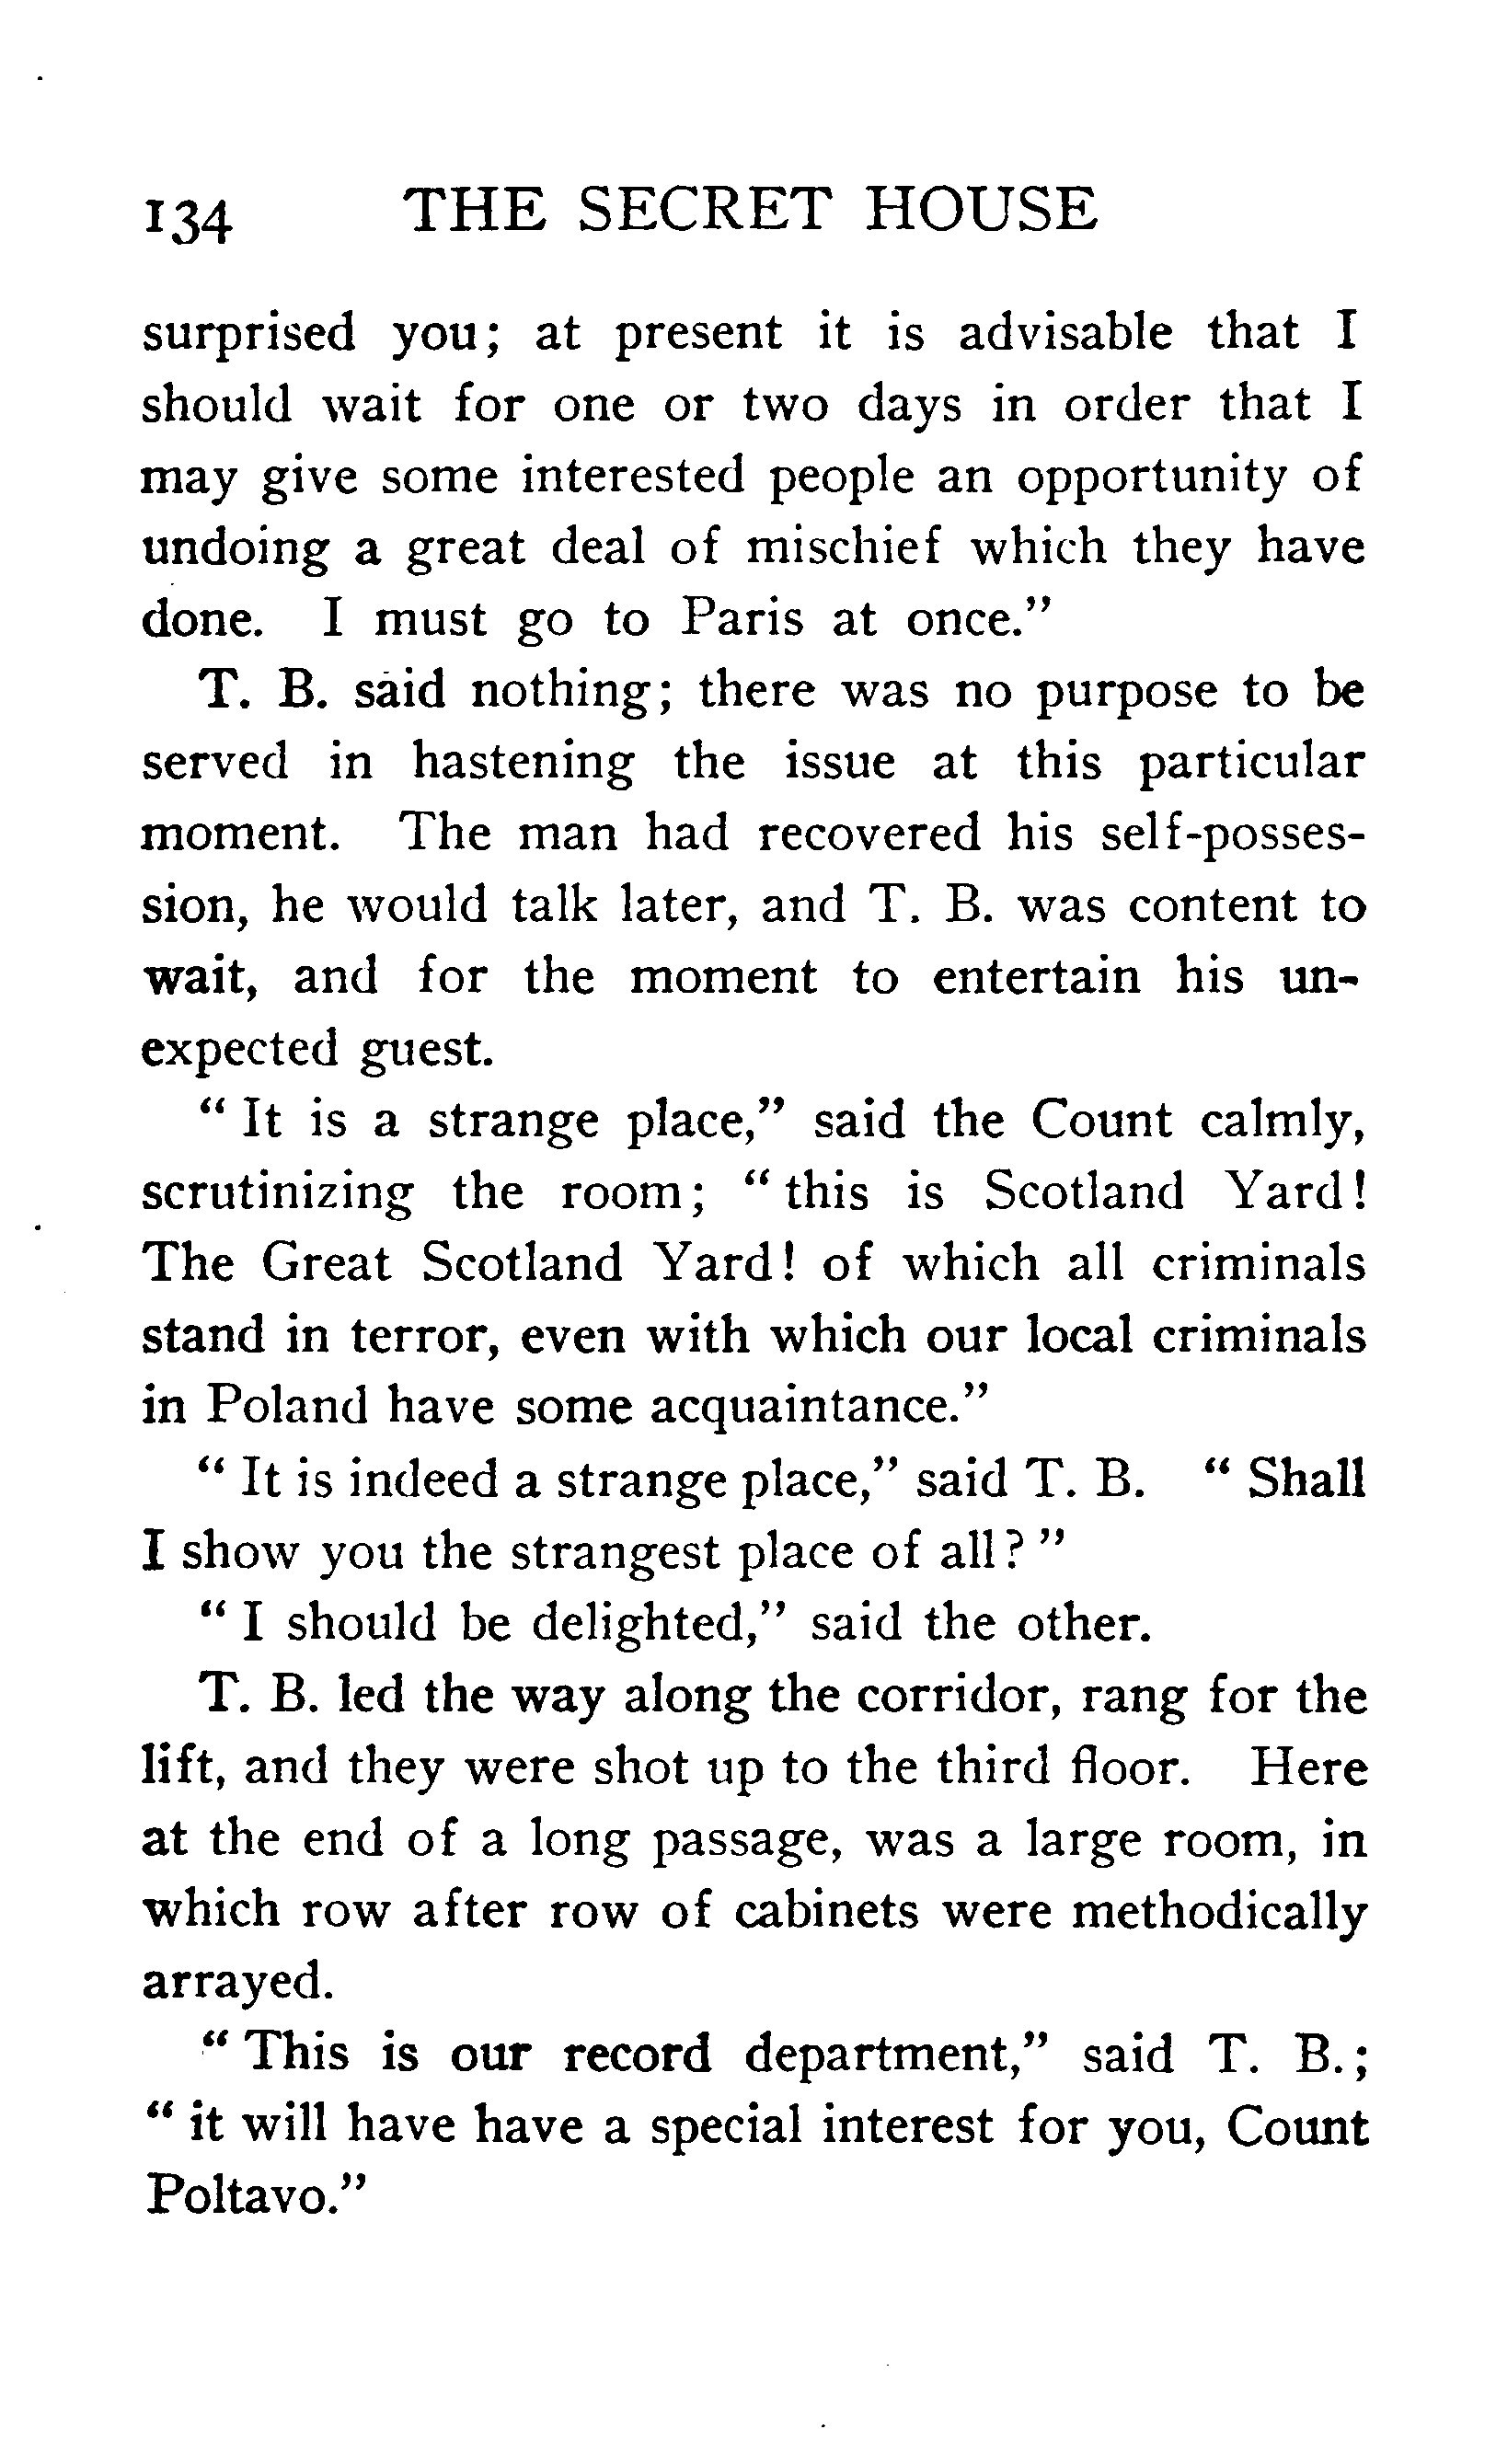 134 THE SECRET HOUSE
surprised you; at present it is advisable that I
should wait for one or two days in order that I
may give some interested people an opportunity of
undoing a great deal of mischief which they have
done. I must go to Paris at once."
T. B. said nothing; there was no purpose to be
served in hastening the issue at this particular
moment. The man had recovered his self-posses-
sion, he would talk later, and T. B. was content to
wait, and for the moment to entertain his un-
expected guest.
" It is a strange place," said the Count calmly,
scrutinizing the room; " this is Scotland Yard!
The Great Scotland Yard! of which all criminals
stand in terror, even with which our local criminals
in Poland have some acquaintance."
" It is indeed a strange place," said T. B. " Shall
I show you the strangest place of all? "
" I should be delighted," said the other.
T. B. led the way along the corridor, rang for the
lift, and they were shot up to the third floor. Here
at the end of a long passage, was a large room, in
which row after row of cabinets were methodically
arrayed.
" This is our record department," said T. B.;
" it will have have a special interest for you, Count
Poltavo."